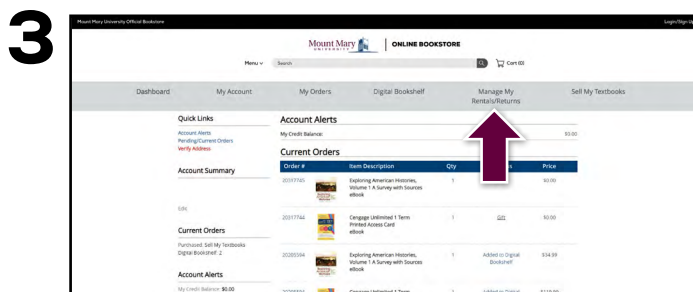 3
Mount Mary University Official Bookstore
Login/Sign Up
Mount Mary
UNIVERSITY
ONLINE BOOKSTORE
Menu
Search
Cart (0)
Dashboard
My Account
My Orders
Digital Bookshelf
Manage My
Rentals/Returns
Sell My Textbooks
Quick Links
Account Alerts
Pending/Current Orders
Verify Address
Account Summary
Edit
Current Orders
Purchased: Sell My Textbooks
Digital Bookshelf: 2
Account Alerts
My Credit Balance: $0.00
Account Alerts
My Credit Balance:
$0.00
Current Orders
Order # Item Description Qty Price
20317745 Exploring American Histories, 1 $0.00
Volume 1 A Survey with Sources
eBook
20317744 Cengage Unlimited 1 Term 1 Gift $0.00
Printed Access Card
eBook
20205594 Exploring American Histories, 1 Added to Digital $34.99
Volume 1 A Survey with Sources Bookshelf
eBook